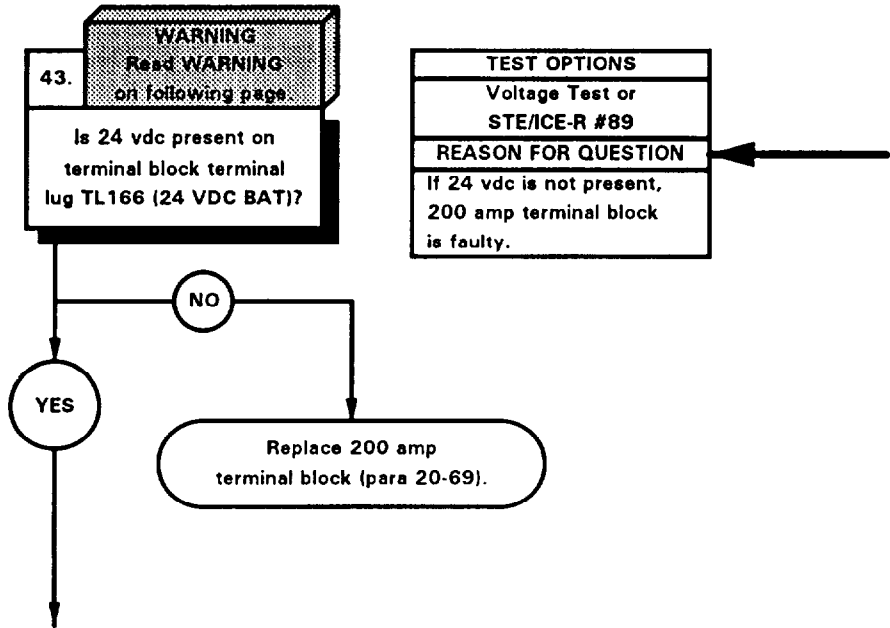 WARNING
Read WARNING
on following page
43.
Is 24 vdc present on
terminal block terminal
lug TL166 (24 VDC BAT)?
TEST OPTIONS
Voltage Test or
STE/ICE-R #89
REASON FOR QUESTION
If 24 vdc is not present,
200 amp terminal block
is faulty.
NO
YES
Replace 200 amp
terminal block (para 20-69).